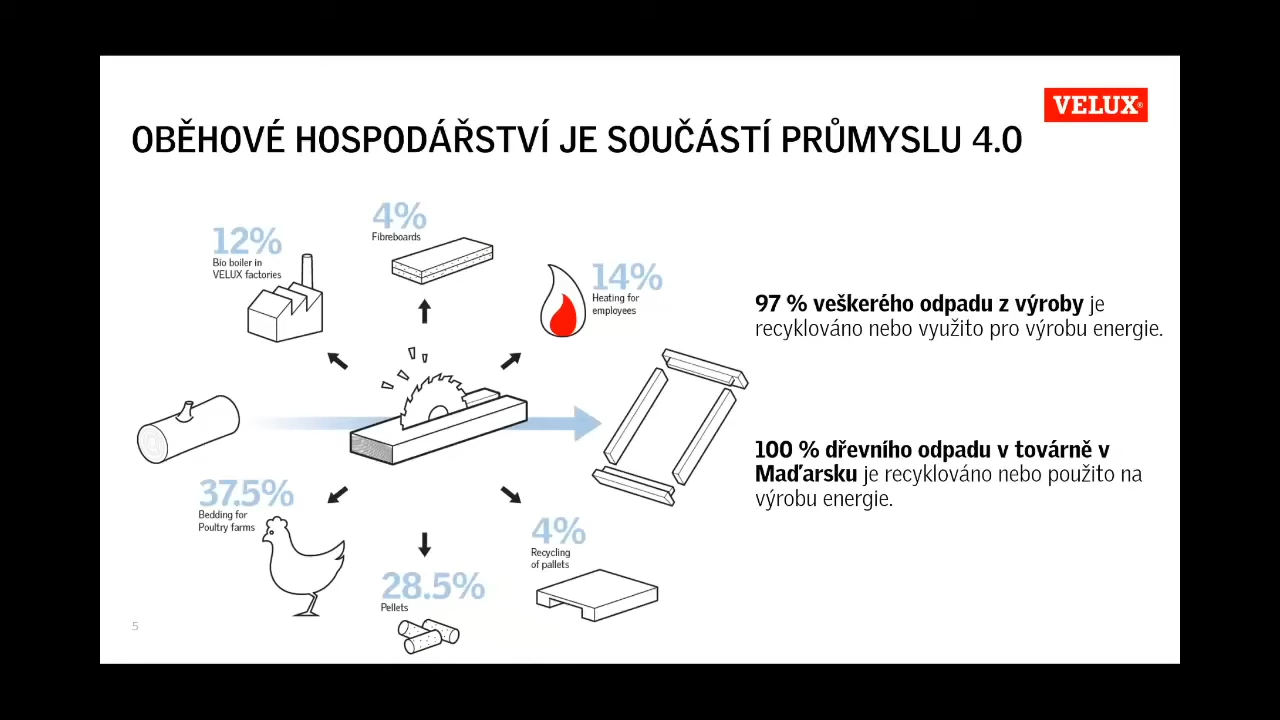 VELUX®
OBĚHOVÉ HOSPODÁŘSTVÍ JE SOUČÁSTÍ PRŮMYSLU 4.0
4%
Fibreboards
12%
Bio boiler in
VELUX factories
14%
Heating for
employees
97 % veškerého odpadu z výroby je
recyklováno nebo využito pro výrobu energie.
100 % dřevního odpadu v továrně v
Maďarsku je recyklováno nebo použito na
výrobu energie.
37.5%
Bedding for
Poultry farms
4%
Recycling
of pallets
28.5%
Pellets
5